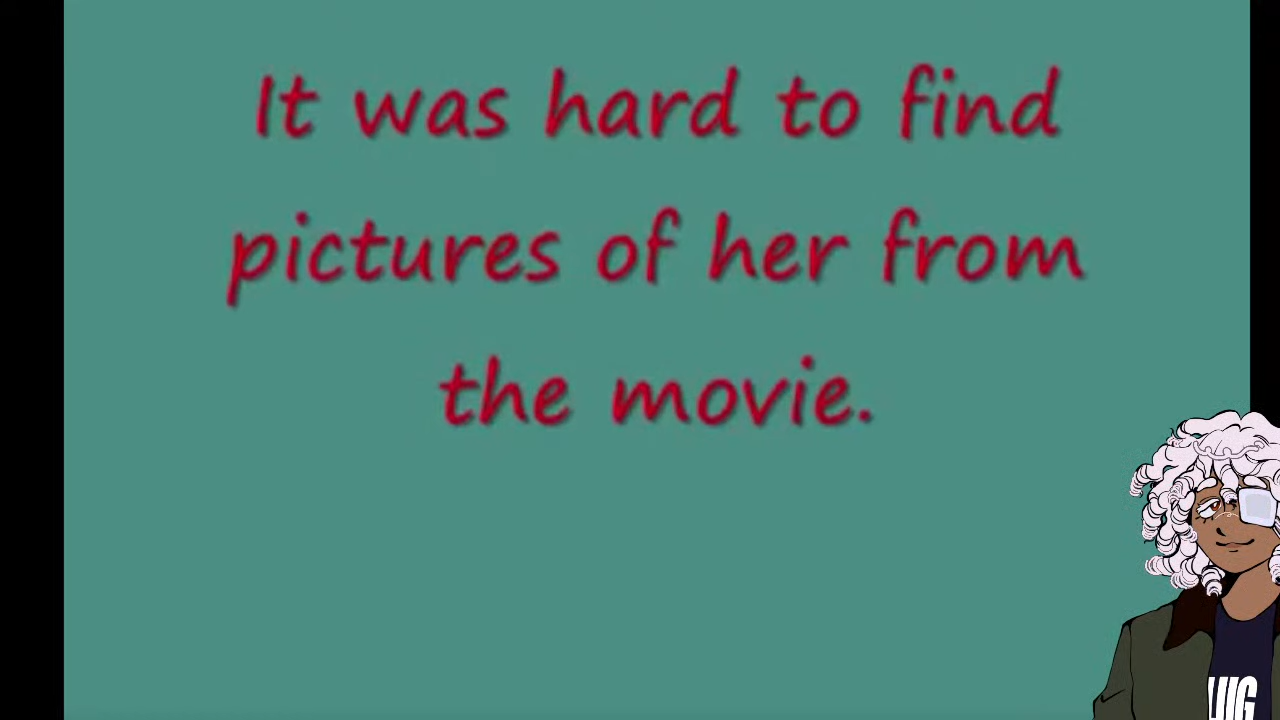 It was hard to find
pictures of her from
the movie.